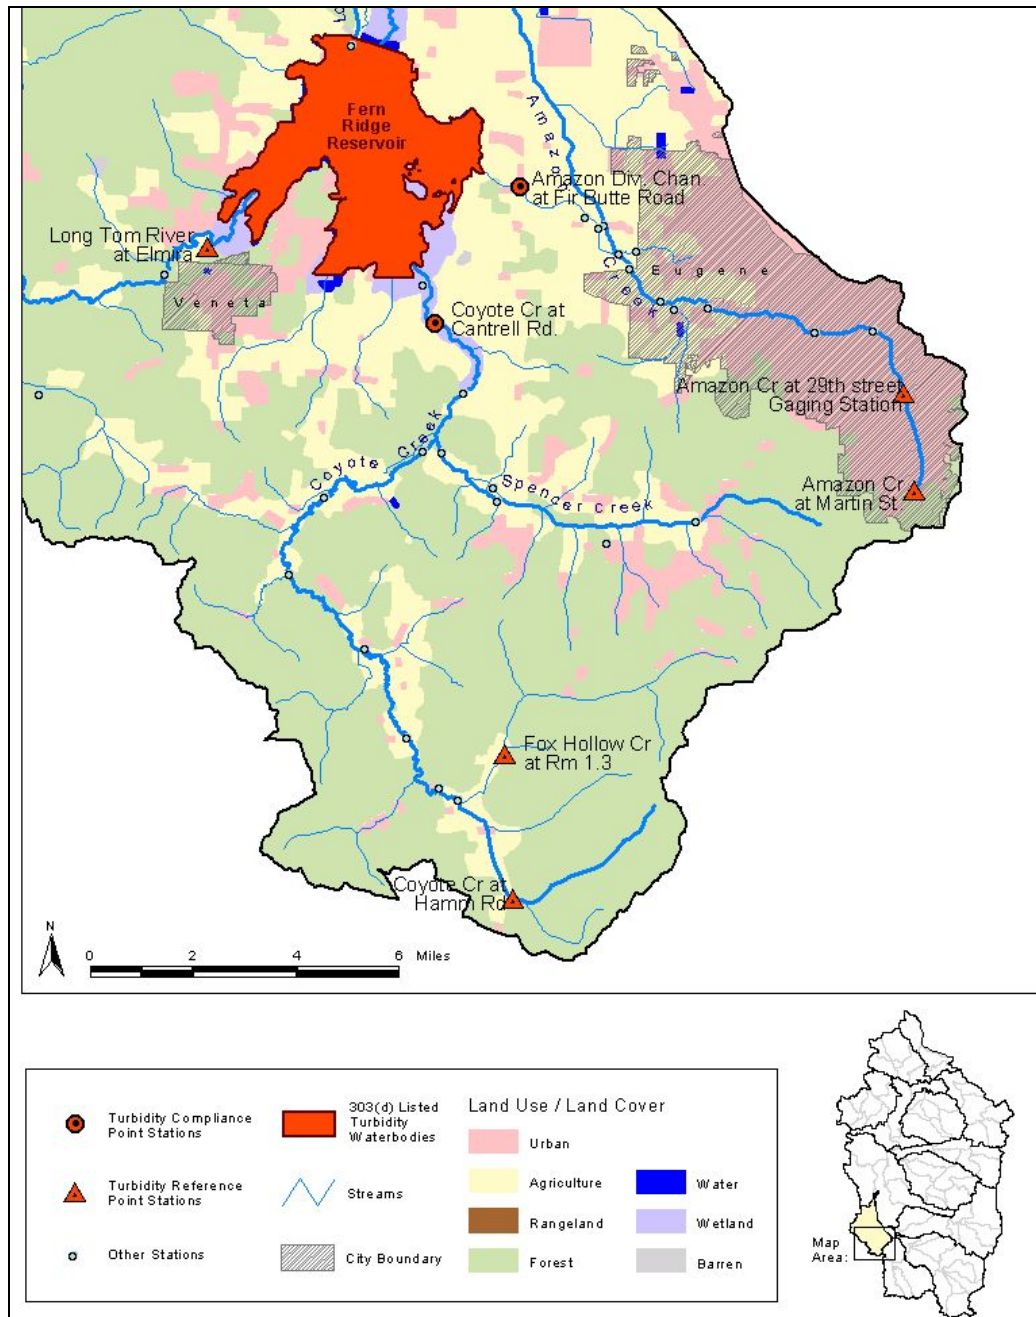 Lo
Fern
Ridge
Reservoir
Amazon
Creek
Amazon Div. Chan.
at Fir Butte Road
Long Tom River
at Elmira
Veneta
Eugene
Coyote Cr at
Cantrell Rd.
Amazon Cr at 29th street
Gaging Station
Coyote Creek
Spencer Creek
Amazon Cr
at Martin St.
Fox Hollow Cr
at Rm 1.3
Coyote Cr at
Hamm Rd
N
0 2 4 6 Miles
Turbidity Compliance
Point Stations
Turbidity Reference
Point Stations
Other Stations
303(d) Listed
Turbidity
Waterbodies
Streams
City Boundary
Land Use / Land Cover
Urban
Agriculture
Rangeland
Forest
Water
Wetland
Barren
Map
Area: